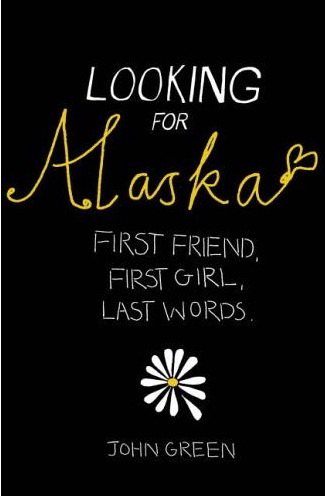 LOOKING
FOR
Alaska
FIRST FRIEND,
FIRST GIRL,
LAST WORDS.
JOHN GREEN